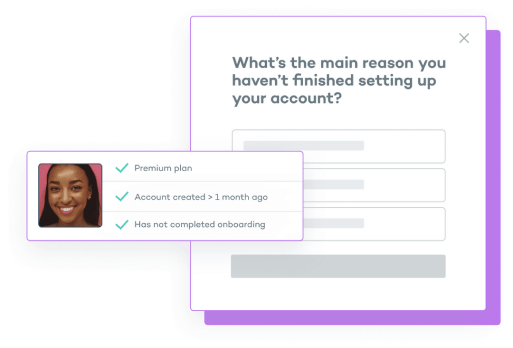 What's the main reason you
haven't finished setting up
your account?
Premium plan
Account created > 1 month ago
Has not completed onboarding